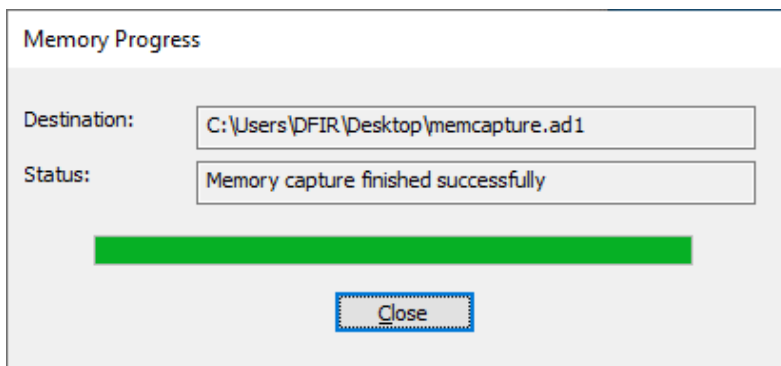 Memory Progress
Destination: C:\Users\DFIR\Desktop\memcapture.ad1
Status: Memory capture finished successfully
Close